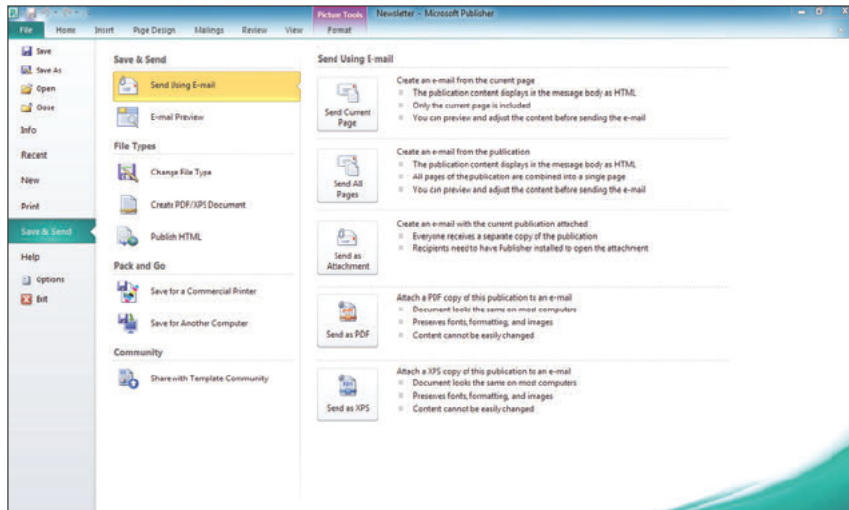 Picture Tools
Newsletter - Microsoft Publisher
File Home Insert Page Design Mailings Review View Format
Save
Save As
Open
Close
Info
Recent
New
Print
Save & Send
Help
Options
Exit
Save & Send
Send Using E-mail
E-mail Preview
File Types
Change File Type
Create PDF/XPS Document
Publish HTML
Pack and Go
Save for a Commercial Printer
Save for Another Computer
Community
Share with Template Community
Send Using E-mail
Send Current
Page
Create an e-mail from the current page
The publication content displays in the message body as HTML
Only the current page is included
You can preview and adjust the content before sending the e-mail
Send All
Pages
Create an e-mail from the publication
The publication content displays in the message body as HTML
All pages of the publication are combined into a single page
You can preview and adjust the content before sending the e-mail
Send as
Attachment
Create an e-mail with the current publication attached
Everyone receives a separate copy of the publication
Recipients need to have Publisher installed to open the attachment
Send as PDF
Attach a PDF copy of this publication to an e-mail
Document looks the same on most computers
Preserves fonts, formatting, and images
Content cannot be easily changed
Send as XPS
Attach a XPS copy of this publication to an e-mail
Document looks the same on most computers
Preserves fonts, formatting, and images
Content cannot be easily changed